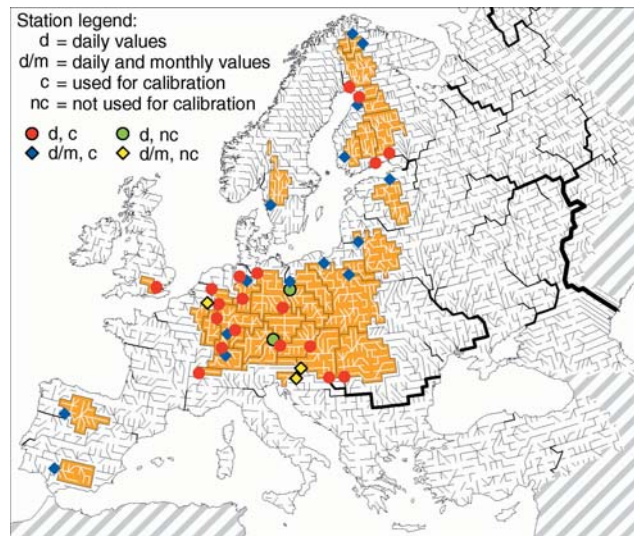 Station legend:
d = daily values
d/m = daily and monthly values
c = used for calibration
nc = not used for calibration
d, c
d, nc
d/m, c
d/m, nc